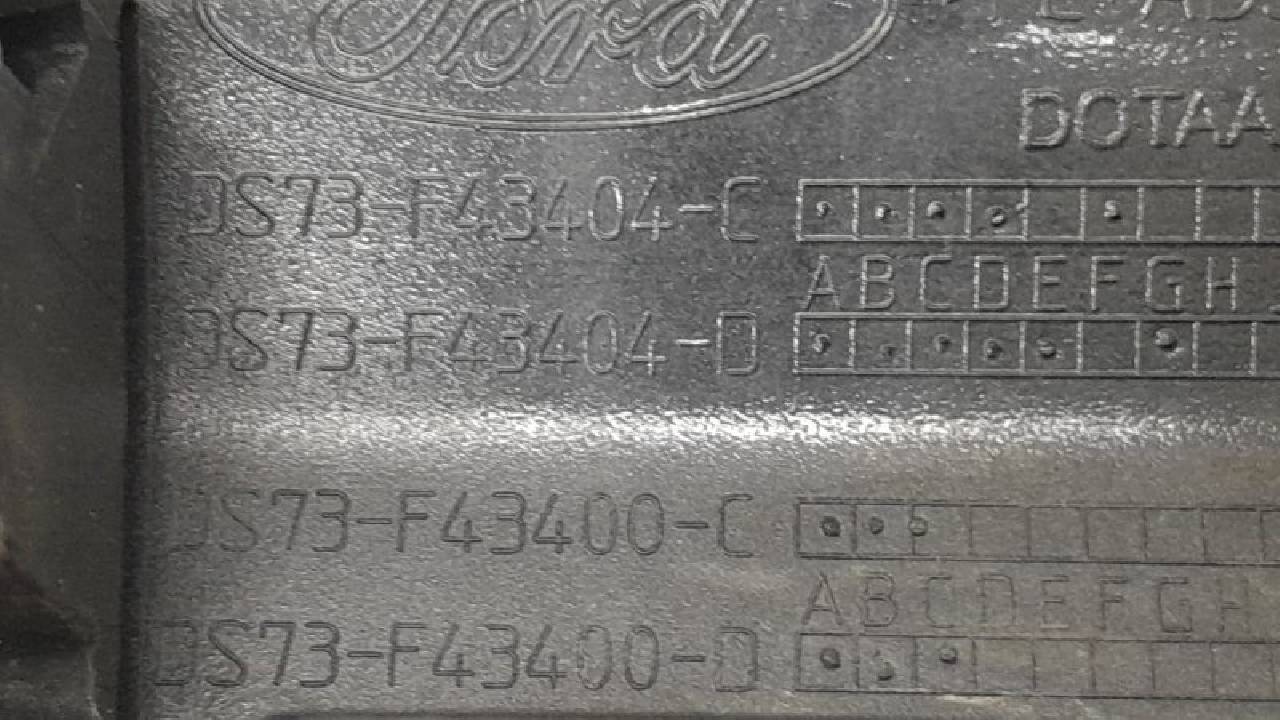 Ford
DOTAA
DS73-F43404-C
ABCDEFGH
DS73-F43404-D
DS73-F43400-C
ABCDEFGH
DS73-F43400-D